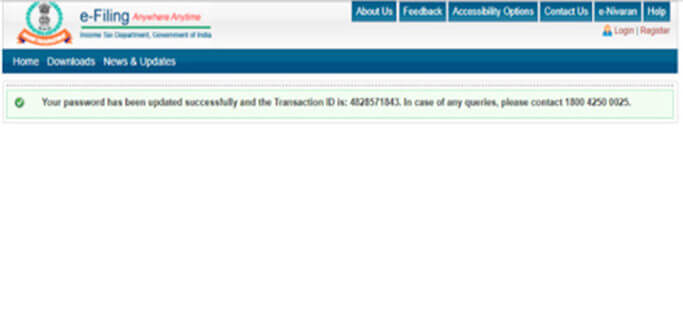 About Us Feedback Accessibility Options Contact Us e-Nivaran Help
e-Filing Anywhere Anytime
Income Tax Department, Government of India
Login | Register
Home Downloads News & Updates
Your password has been updated successfully and the Transaction ID is: 4828571843. In case of any queries, please contact 1800 4250 0025.